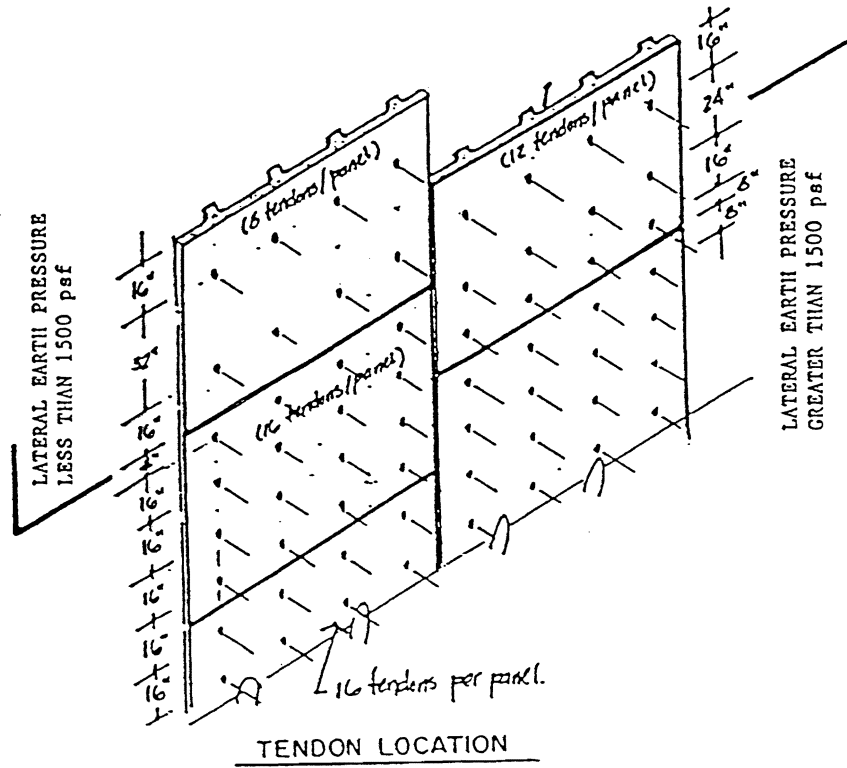 16"
24"
16"
8"
8"
(12 tendons/panel)
(8 tendons/panel)
LATERAL EARTH PRESSURE
LESS THAN 1500 psf
LATERAL EARTH PRESSURE
GREATER THAN 1500 psf
16"
16"
(16 tendons/panel)
16"
16"
16"
16"
16"
16 tendons per panel.
TENDON LOCATION